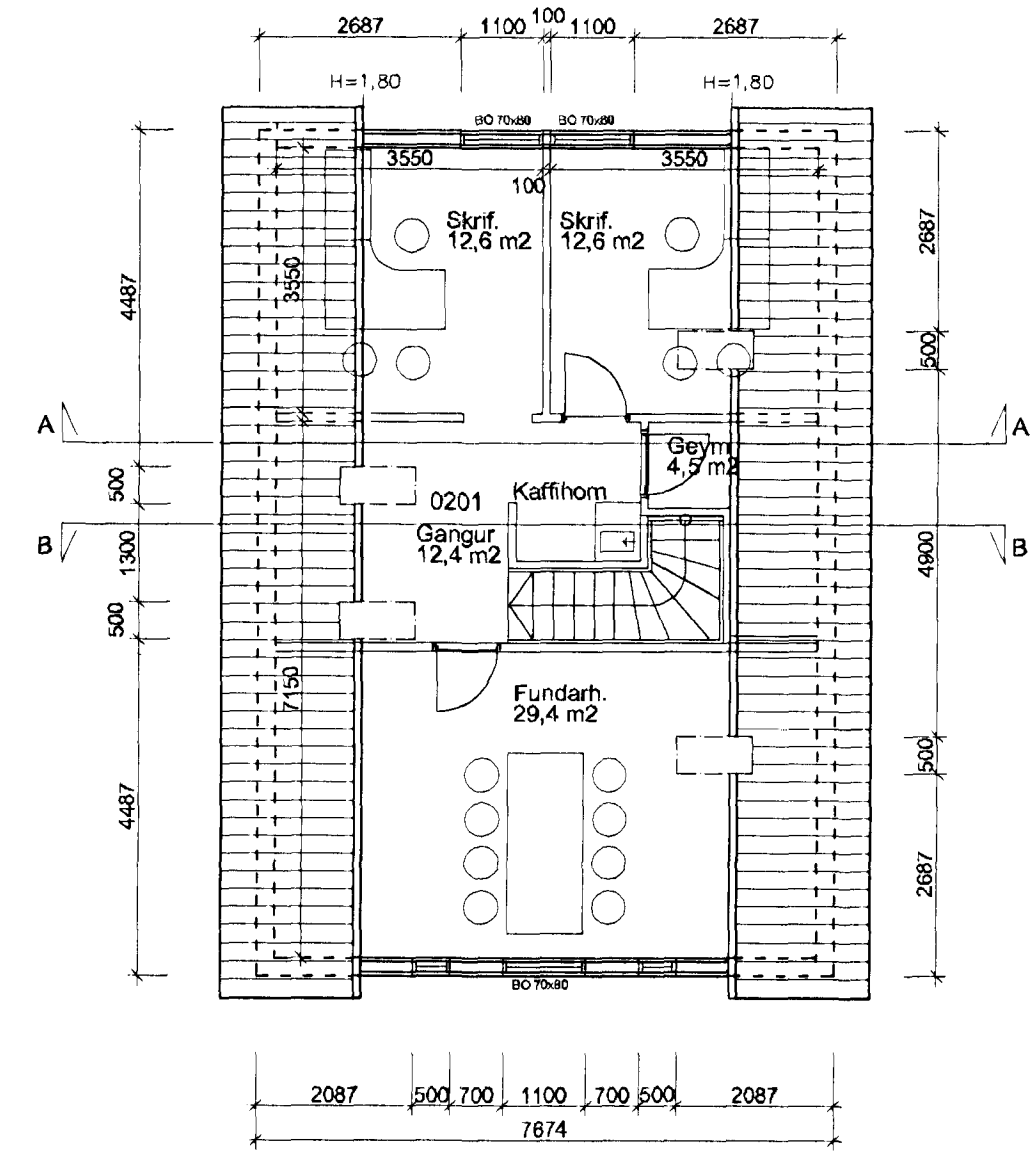 2687 1100 100 1100 2687
H=1,80 H=1,80
BO 70x80 BO 70x80
3550 3550
100
Skrif. Skrif.
12,6 m2 12,6 m2
4487
3550
2687
500
A A
Geym
4,5 m2
500
0201 Kaffihorn
Gangur
12,4 m2
B B
1300
4900
500
7150
Fundarh.
29,4 m2
500
4487
2687
BO 70x80
2087 500 700 1100 700 500 2087
7674